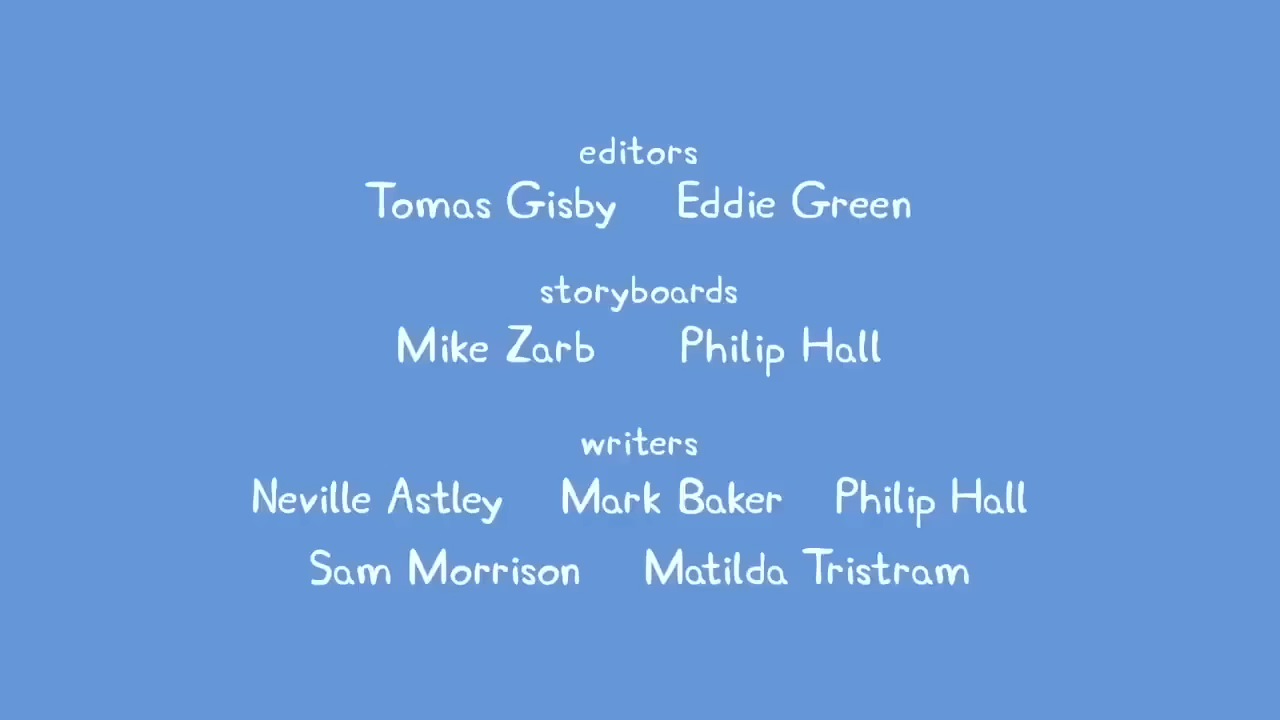 editors
Tomas Gisby Eddie Green
storyboards
Mike Zarb Philip Hall
writers
Neville Astley Mark Baker Philip Hall
Sam Morrison Matilda Tristram